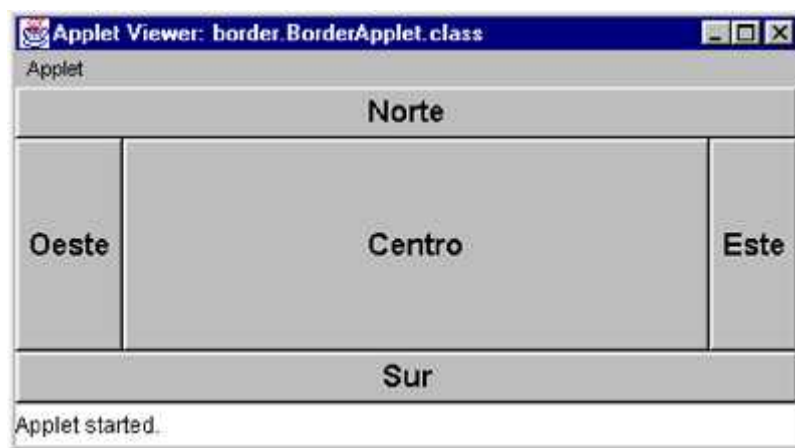 Applet Viewer: border.BorderApplet.class
Applet
Norte
Oeste
Centro
Este
Sur
Applet started.